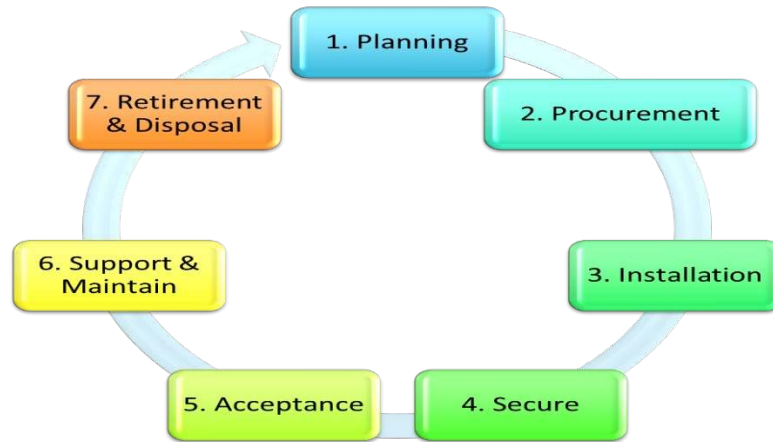 1. Planning
2. Procurement
3. Installation
4. Secure
5. Acceptance
6. Support &
Maintain
7. Retirement
& Disposal